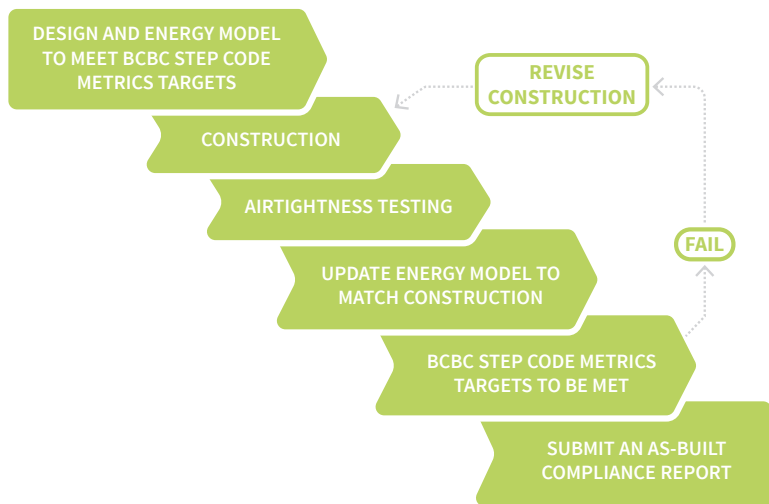 DESIGN AND ENERGY MODEL
TO MEET BCBC STEP CODE
METRICS TARGETS
REVISE
CONSTRUCTION
CONSTRUCTION
AIRTIGHTNESS TESTING
FAIL
UPDATE ENERGY MODEL TO
MATCH CONSTRUCTION
BCBC STEP CODE METRICS
TARGETS TO BE MET
SUBMIT AN AS-BUILT
COMPLIANCE REPORT